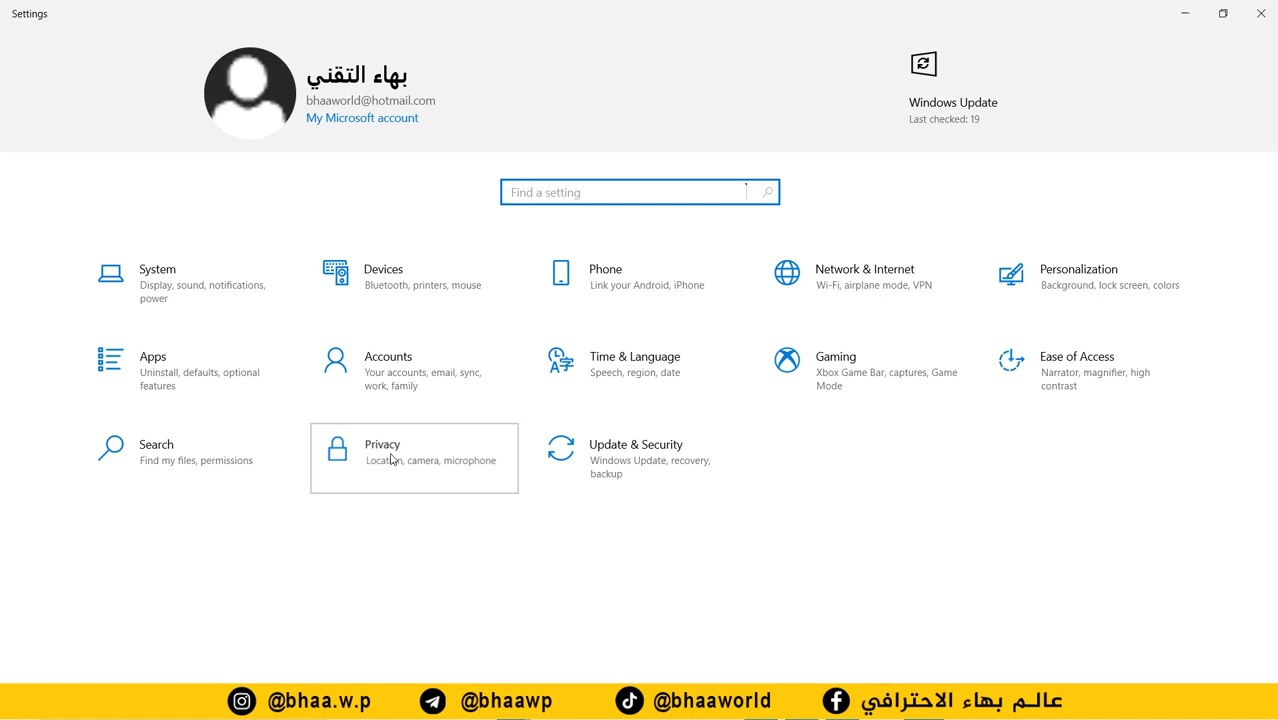 Settings
بهاء التقني
bhaaworld@hotmail.com
My Microsoft account
Windows Update
Last checked: 19
Find a setting
System
Display, sound, notifications,
power
Devices
Bluetooth, printers, mouse
Phone
Link your Android, iPhone
Network & Internet
Wi-Fi, airplane mode, VPN
Personalization
Background, lock screen, colors
Apps
Uninstall, defaults, optional
features
Accounts
Your accounts, email, sync,
work, family
Time & Language
Speech, region, date
Gaming
Xbox Game Bar, captures, Game
Mode
Ease of Access
Narrator, magnifier, high
contrast
Search
Find my files, permissions
Privacy
Location, camera, microphone
Update & Security
Windows Update, recovery,
backup
@bhaa.w.p
@bhaawp
@bhaaworld
عالم بهاء الاحترافي